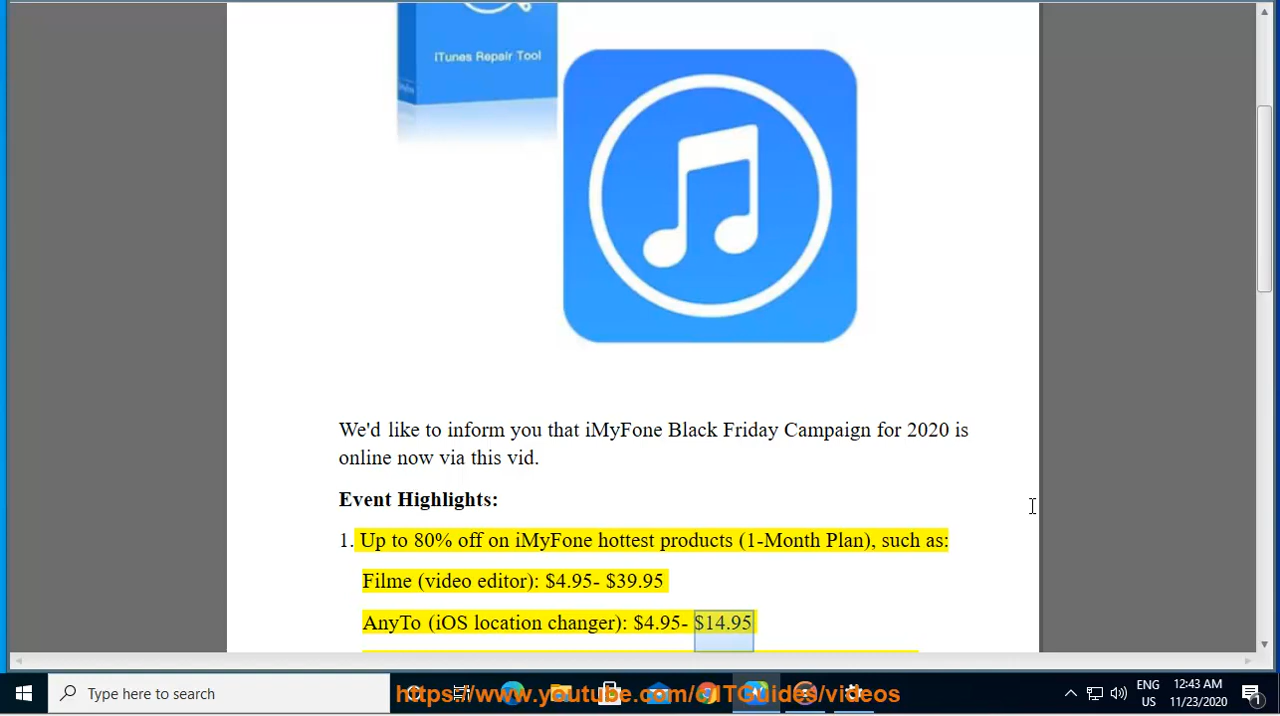 iTunes Repair Tool
We'd like to inform you that iMyFone Black Friday Campaign for 2020 is
online now via this vid.
Event Highlights:
1. Up to 80% off on iMyFone hottest products (1-Month Plan), such as:
Filme (video editor): $4.95- $39.95
AnyTo (iOS location changer): $4.95- $14.95
Type here to search
https://www.youtube.com/c/ITGuides/videos
ENG
US
12:43 AM
11/23/2020
1